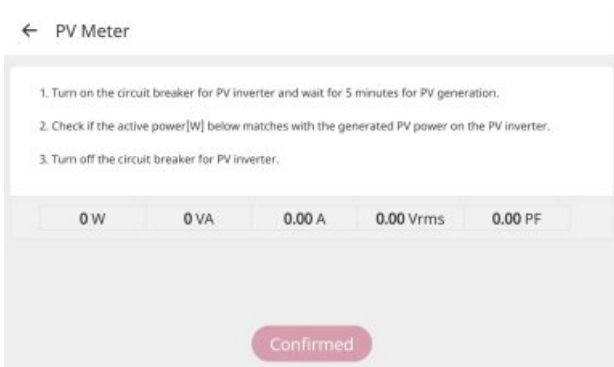 ← PV Meter
1. Turn on the circuit breaker for PV inverter and wait for 5 minutes for PV generation.
2. Check if the active power[W] below matches with the generated PV power on the PV inverter.
3. Turn off the circuit breaker for PV inverter.
0 W 0 VA 0.00 A 0.00 Vrms 0.00 PF
Confirmed